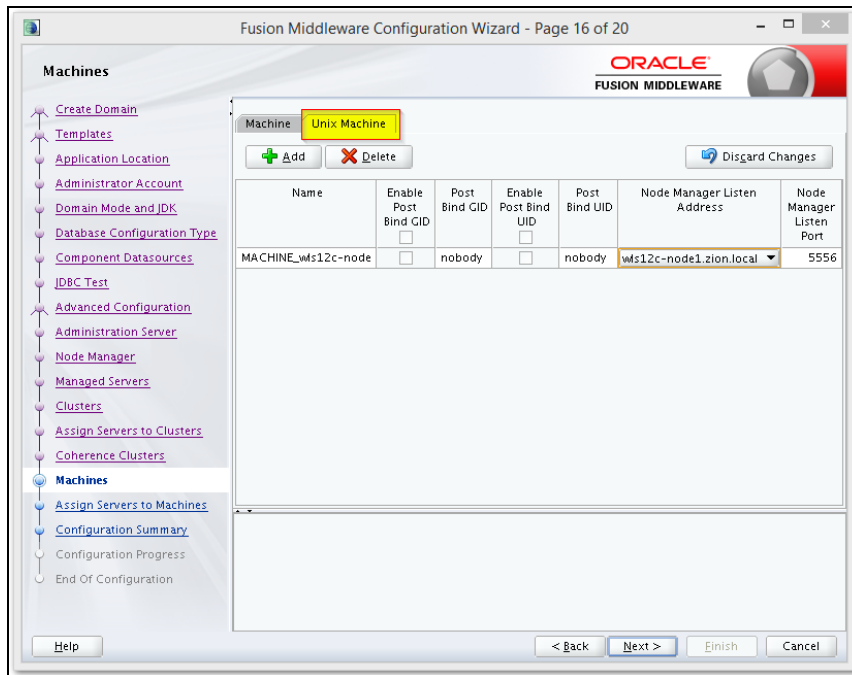 Fusion Middleware Configuration Wizard - Page 16 of 20
Machines
ORACLE
FUSION MIDDLEWARE
Create Domain
Templates
Application Location
Administrator Account
Domain Mode and JDK
Database Configuration Type
Component Datasources
JDBC Test
Advanced Configuration
Administration Server
Node Manager
Managed Servers
Clusters
Assign Servers to Clusters
Coherence Clusters
Machines
Assign Servers to Machines
Configuration Summary
Configuration Progress
End Of Configuration
Machine Unix Machine
Add Delete Discard Changes
Name
Enable
Post
Bind GID
Post
Bind GID
Enable
Post Bind
UID
Post
Bind UID
Node Manager Listen
Address
Node
Manager
Listen
Port
MACHINE_wls12c-node nobody nobody wls12c-node1.zion.local 5556
Help < Back Next > Finish Cancel